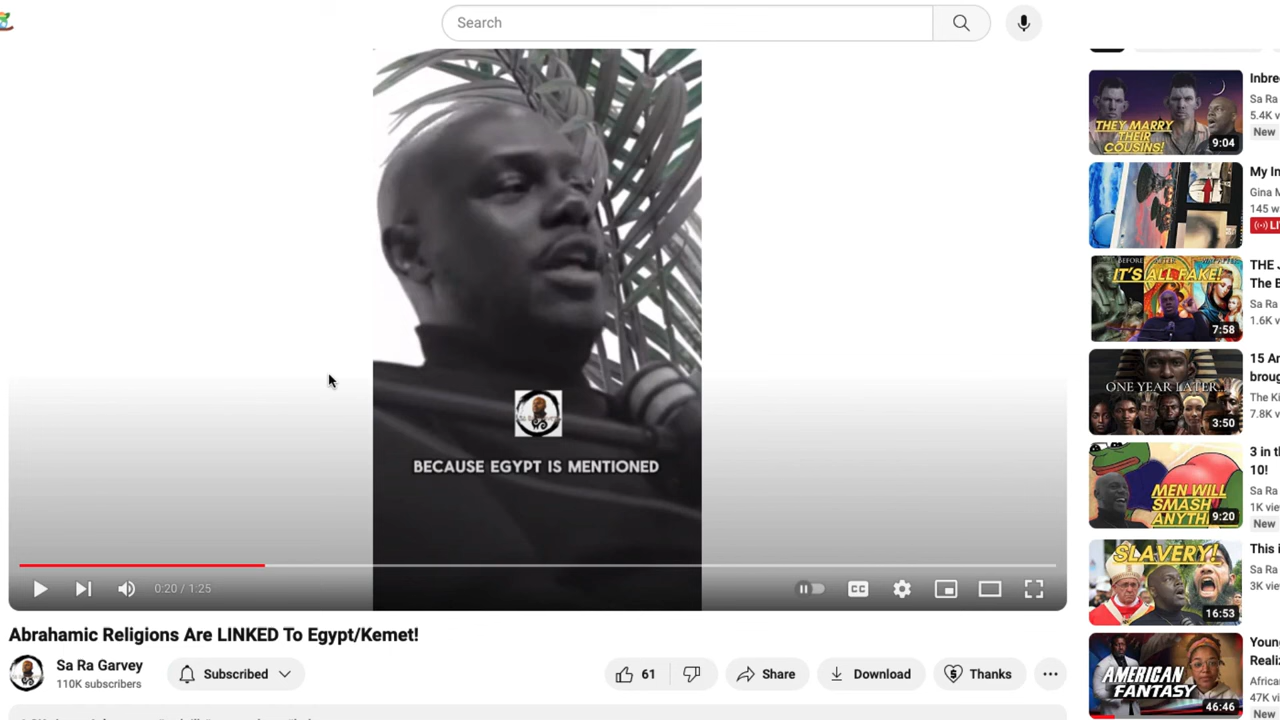 Search
BECAUSE EGYPT IS MENTIONED
0:20 / 1:25
CC
Abrahamic Religions Are LINKED To Egypt/Kemet!
Sa Ra Garvey
110K subscribers
Subscribed
61
Share
Download
Thanks
THEY MARRY
THEIR
COUSINS!
9:04
Inbre
Sa Ra
5.4K v
New
My In
Gina M
145 w
LI
BEFORE
IT'S ALL FAKE!
7:58
THE J
The B
Sa Ra
1.6K v
ONE YEAR LATER...
3:50
15 Ar
broug
The Ki
7.8K v
MEN WILL
SMASH
ANYTH
9:20
3 in th
10!
Sa Ra
1K vie
New
SLAVERY!
16:53
This i
Sa Ra
3K vie
AMERICAN
FANTASY
46:46
Young
Realiz
Africa
47K vi
New